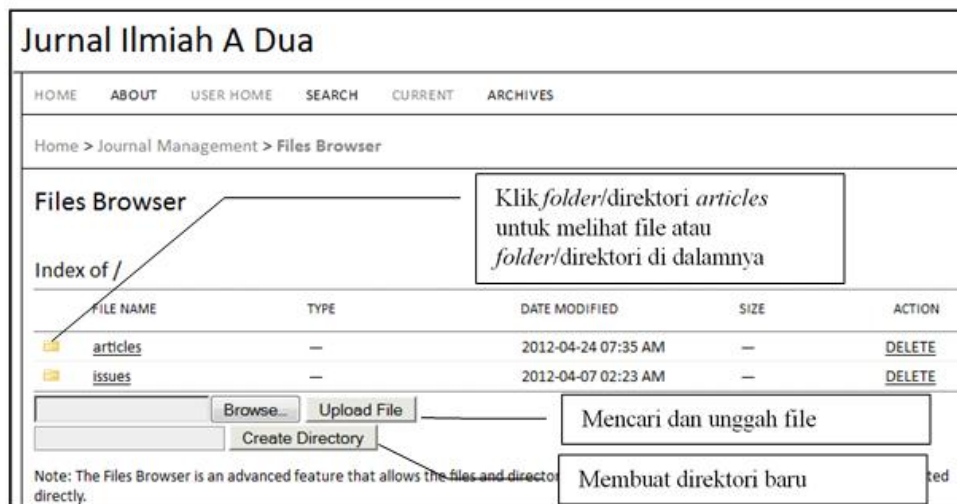 Jurnal Ilmiah A Dua
HOME ABOUT USER HOME SEARCH CURRENT ARCHIVES
Home > Journal Management > Files Browser
Files Browser
Klik folder/direktori articles
untuk melihat file atau
folder/direktori di dalamnya
Index of /
FILE NAME TYPE DATE MODIFIED SIZE ACTION
articles — 2012-04-24 07:35 AM — DELETE
issues — 2012-04-07 02:23 AM — DELETE
Browse... Upload File
Mencari dan unggah file
Create Directory
Membuat direktori baru
Note: The Files Browser is an advanced feature that allows the files and
directly.